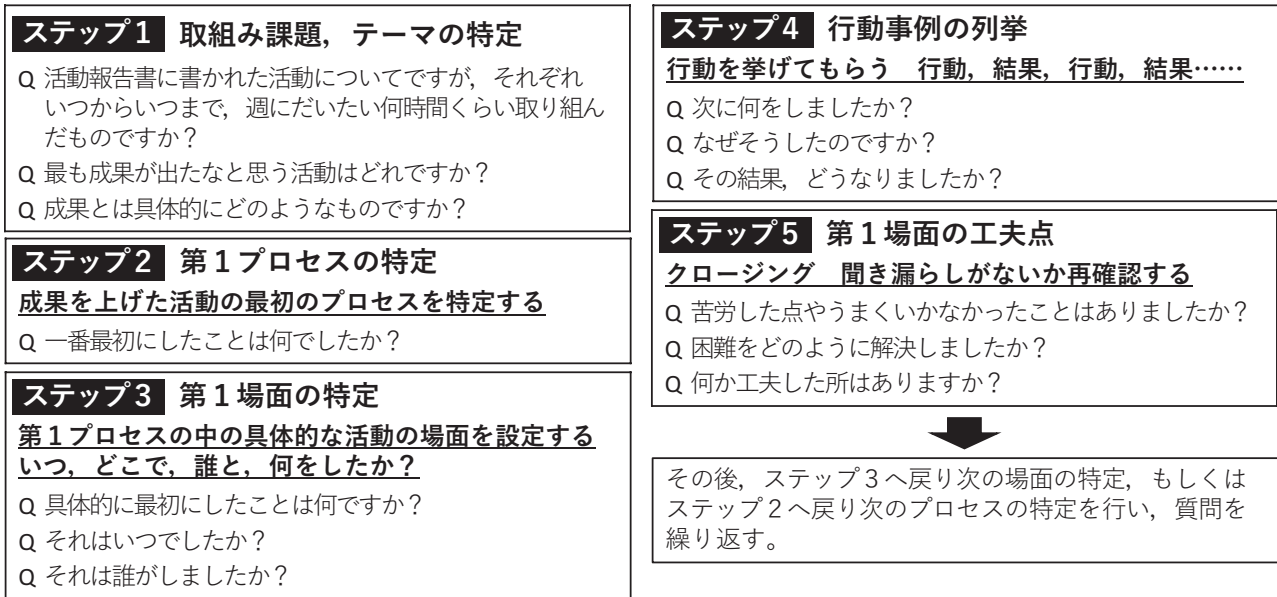 ステップ1 取組み課題，テーマの特定
Q 活動報告書に書かれた活動についてですが，それぞれ
いつからいつまで，週にだいたい何時間くらい取り組ん
だものですか？
Q 最も成果が出たなと思う活動はどれですか？
Q 成果とは具体的にどのようなものですか？
ステップ2 第1プロセスの特定
成果を上げた活動の最初のプロセスを特定する
Q 一番最初にしたことは何でしたか？
ステップ3 第1場面の特定
第1プロセスの中の具体的な活動の場面を設定する
いつ，どこで，誰と，何をしたか？
Q 具体的に最初にしたことは何ですか？
Q それはいつでしたか？
Q それは誰がしましたか？
ステップ4 行動事例の列挙
行動を挙げてもらう 行動，結果，行動，結果……
Q 次に何をしましたか？
Q なぜそうしたのですか？
Q その結果，どうなりましたか？
ステップ5 第1場面の工夫点
クロージング 聞き漏らしがないか再確認する
Q 苦労した点やうまくいかなかったことはありましたか？
Q 困難をどのように解決しましたか？
Q 何か工夫した所はありますか？
その後，ステップ3へ戻り次の場面の特定，もしくは
ステップ2へ戻り次のプロセスの特定を行い，質問を
繰り返す。